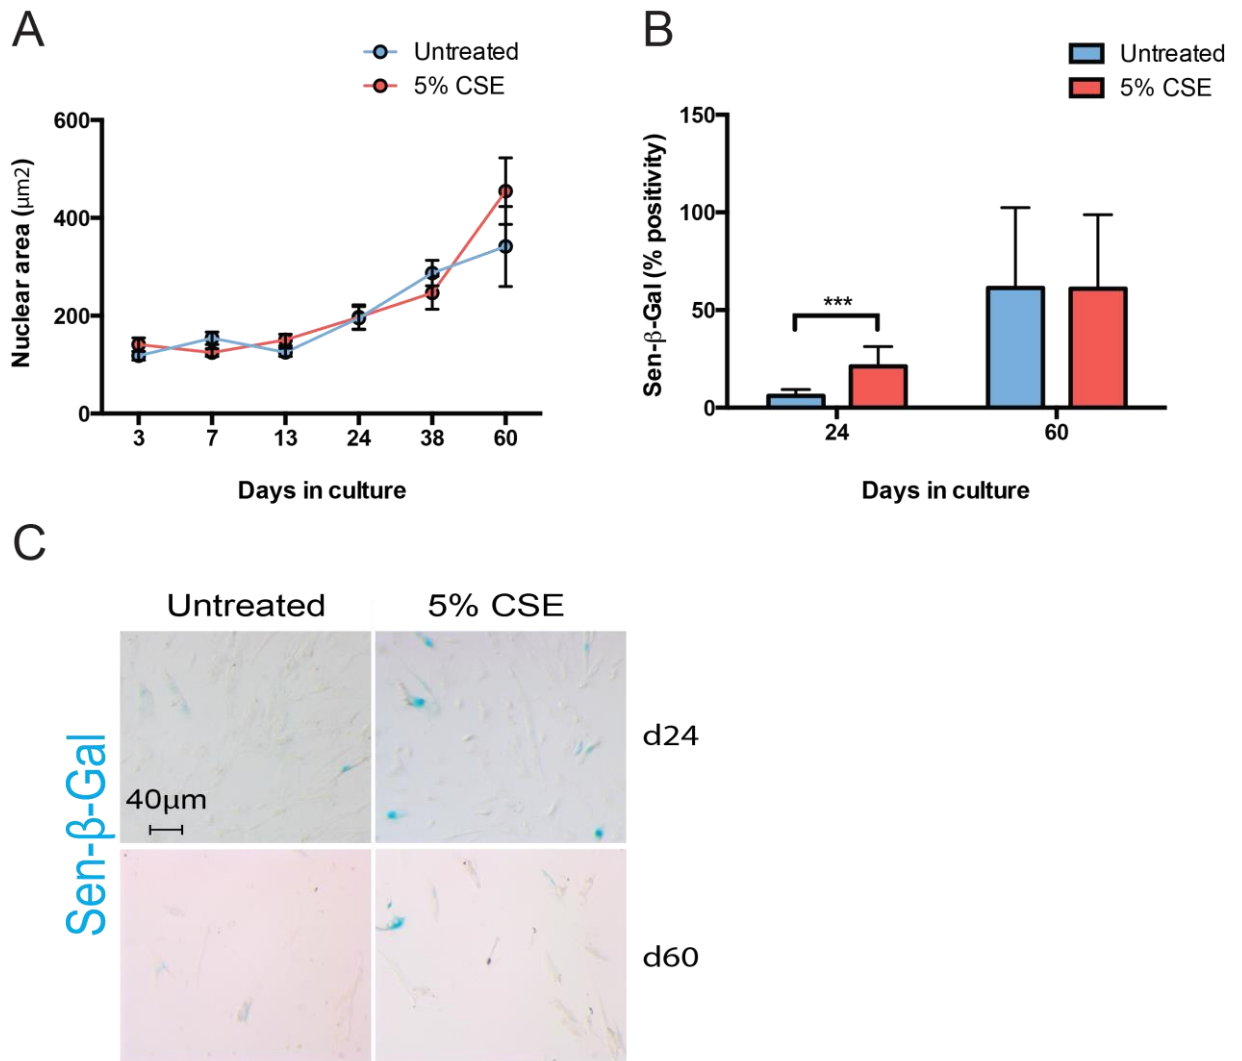 A
Untreated
5% CSE
Nuclear area (µm2)
600
400
200
0
3 7 13 24 38 60
Days in culture
B
Untreated
5% CSE
Sen-β-Gal (% positivity)
150
100
50
0
***
24 60
Days in culture
C
Untreated 5% CSE
Sen-β-Gal
40µm
d24
d60